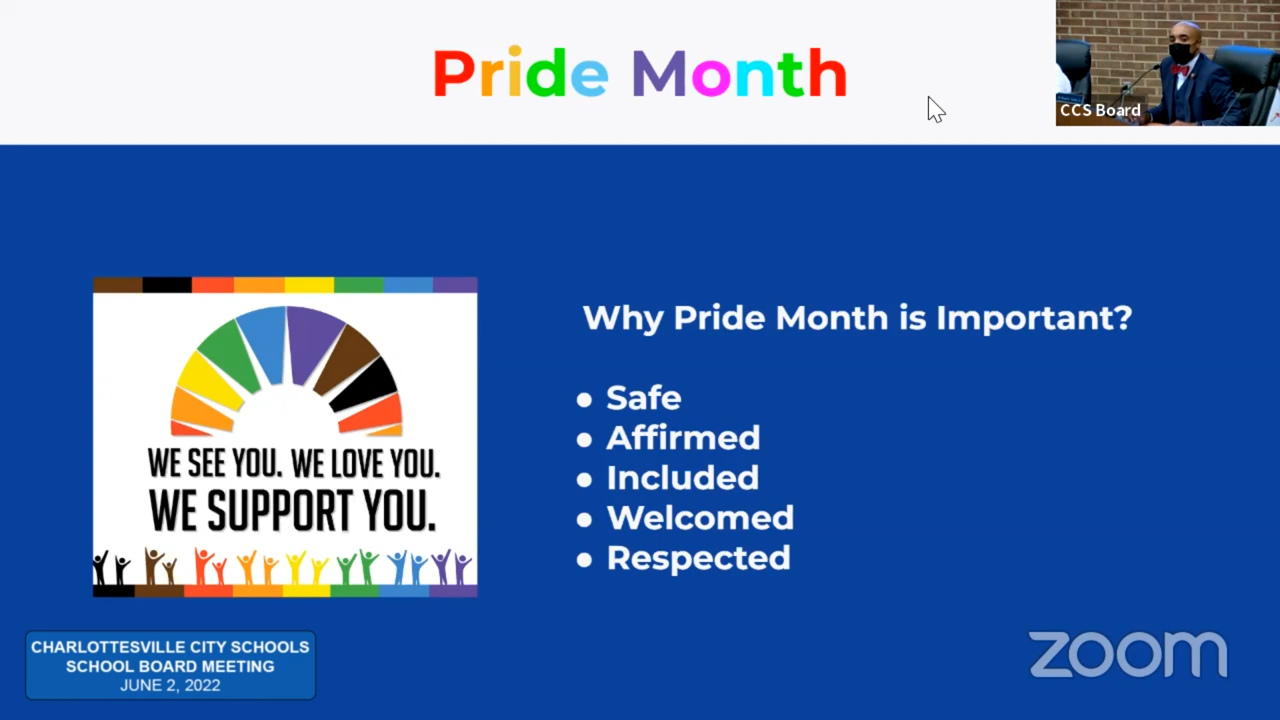 Pride Month
CCS Board
WE SEE YOU. WE LOVE YOU.
WE SUPPORT YOU.
Why Pride Month is Important?
● Safe
● Affirmed
● Included
● Welcomed
● Respected
CHARLOTTESVILLE CITY SCHOOLS
SCHOOL BOARD MEETING
JUNE 2, 2022
zoom